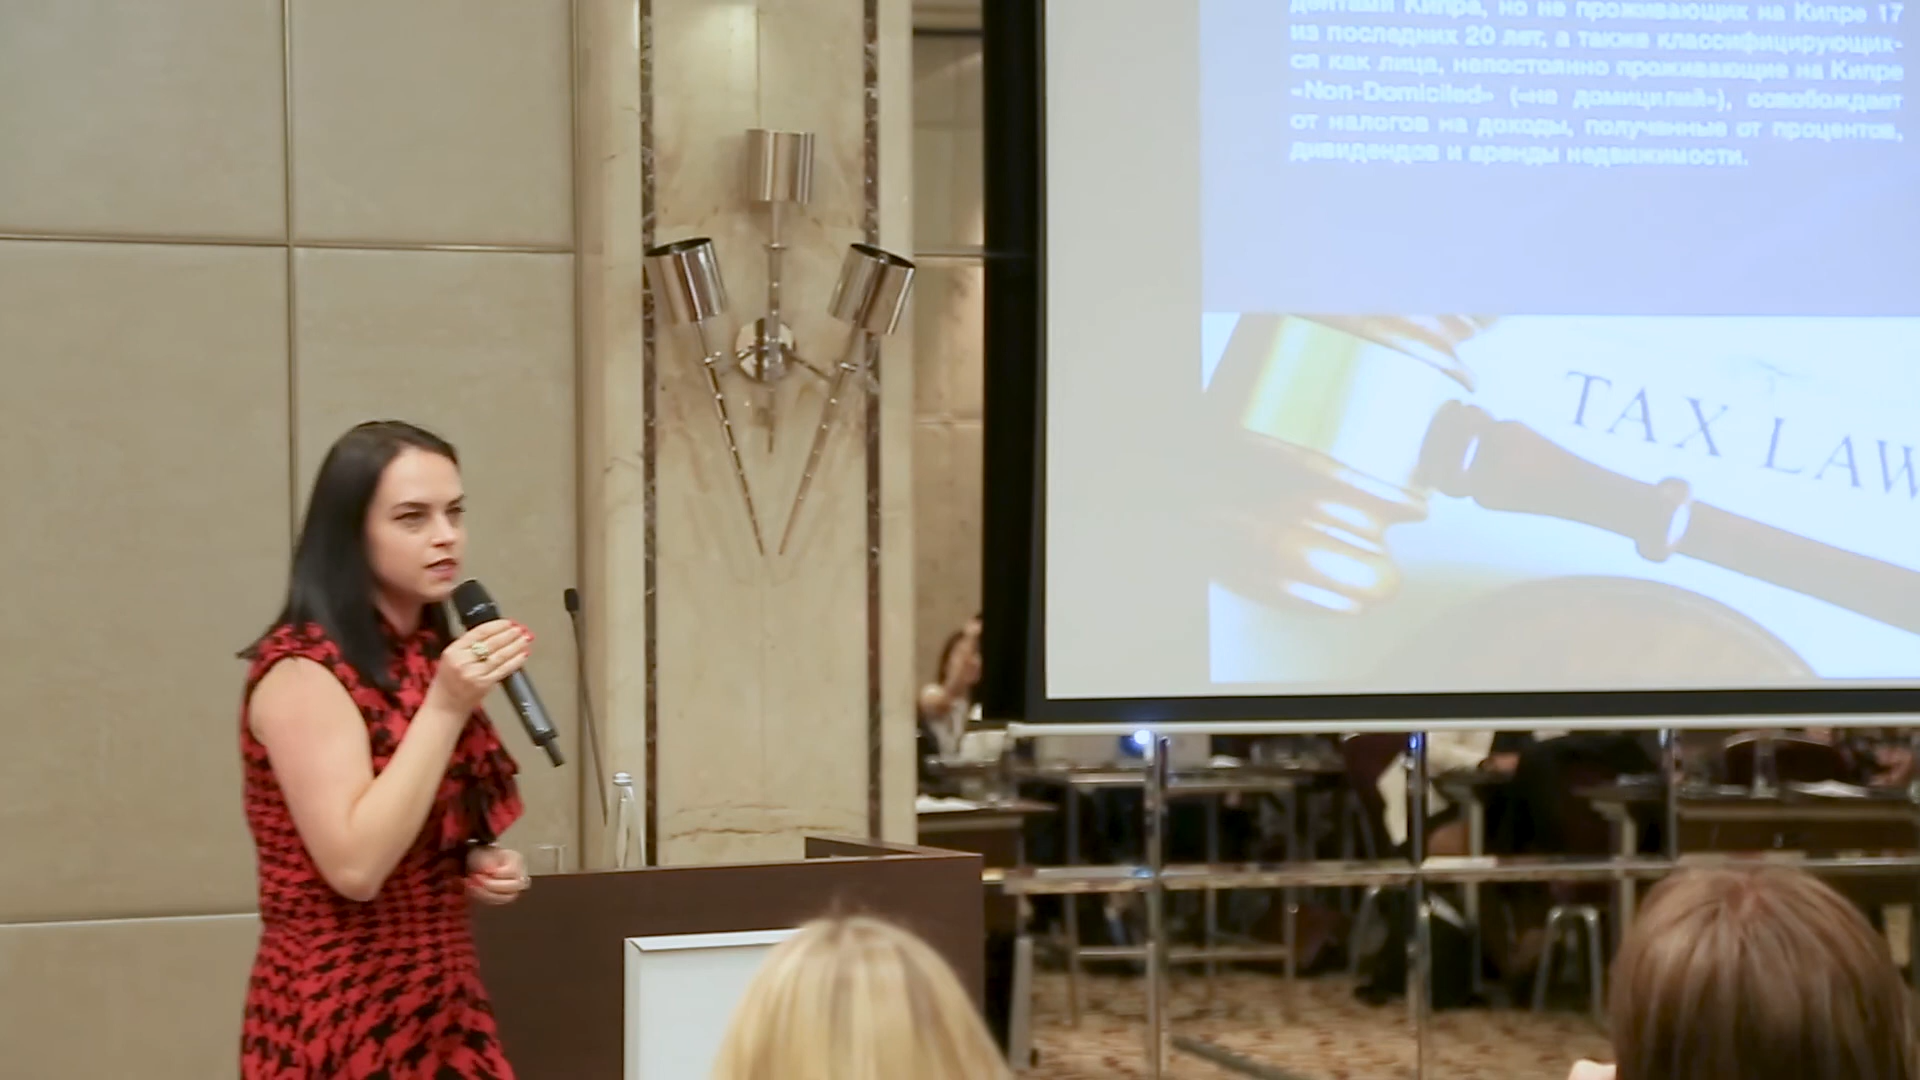 дентами Кипра, но не проживающих на Кипре 17
из последних 20 лет, а также классифицирующих-
ся как лица, непостоянно проживающие на Кипре
«Non-Domiciled» («не домицилий»), освобождает
от налогов на доходы, полученные от процентов,
дивидендов и аренды недвижимости.
TAX LAW